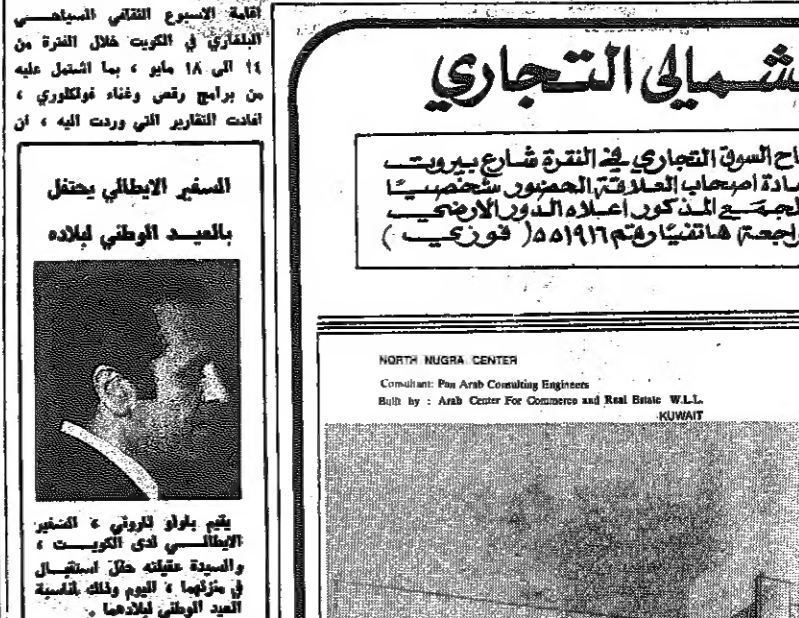 اقامة الاسبوع الثقافي السياحي
البلغاري في الكويت خلال الفترة من
١٤ الى ١٨ مايو ، بما اشتمل عليه
من برامج رقص وغناء فولكلوري ،
افادت التقارير التي وردت اليه ، ان
السفير الايطالي يحتفل
بالعيد الوطني لبلاده
يقيم باولو تاروني ، السفير
الايطالي لدى الكويت ،
والسيدة عقيلته حفل استقبال
في منزلهما ، اليوم وذلك لمناسبة
العيد الوطني لبلادهما .
شمالي التجاري
اح السوق التجاري في النقرة شارع بيروت
سادة اصحاب العلاقة الحضور شخصيًا
لجمع المذكور اعلاه الدور الارضي
راجعة هاتفيًا رقم ٥٥١٩١٦ ( فوزي )
NORTH NUGRA CENTER
Consultant: Pan Arab Consulting Engineers
Built by : Arab Center For Commerce and Real Estate W.L.L.
KUWAIT